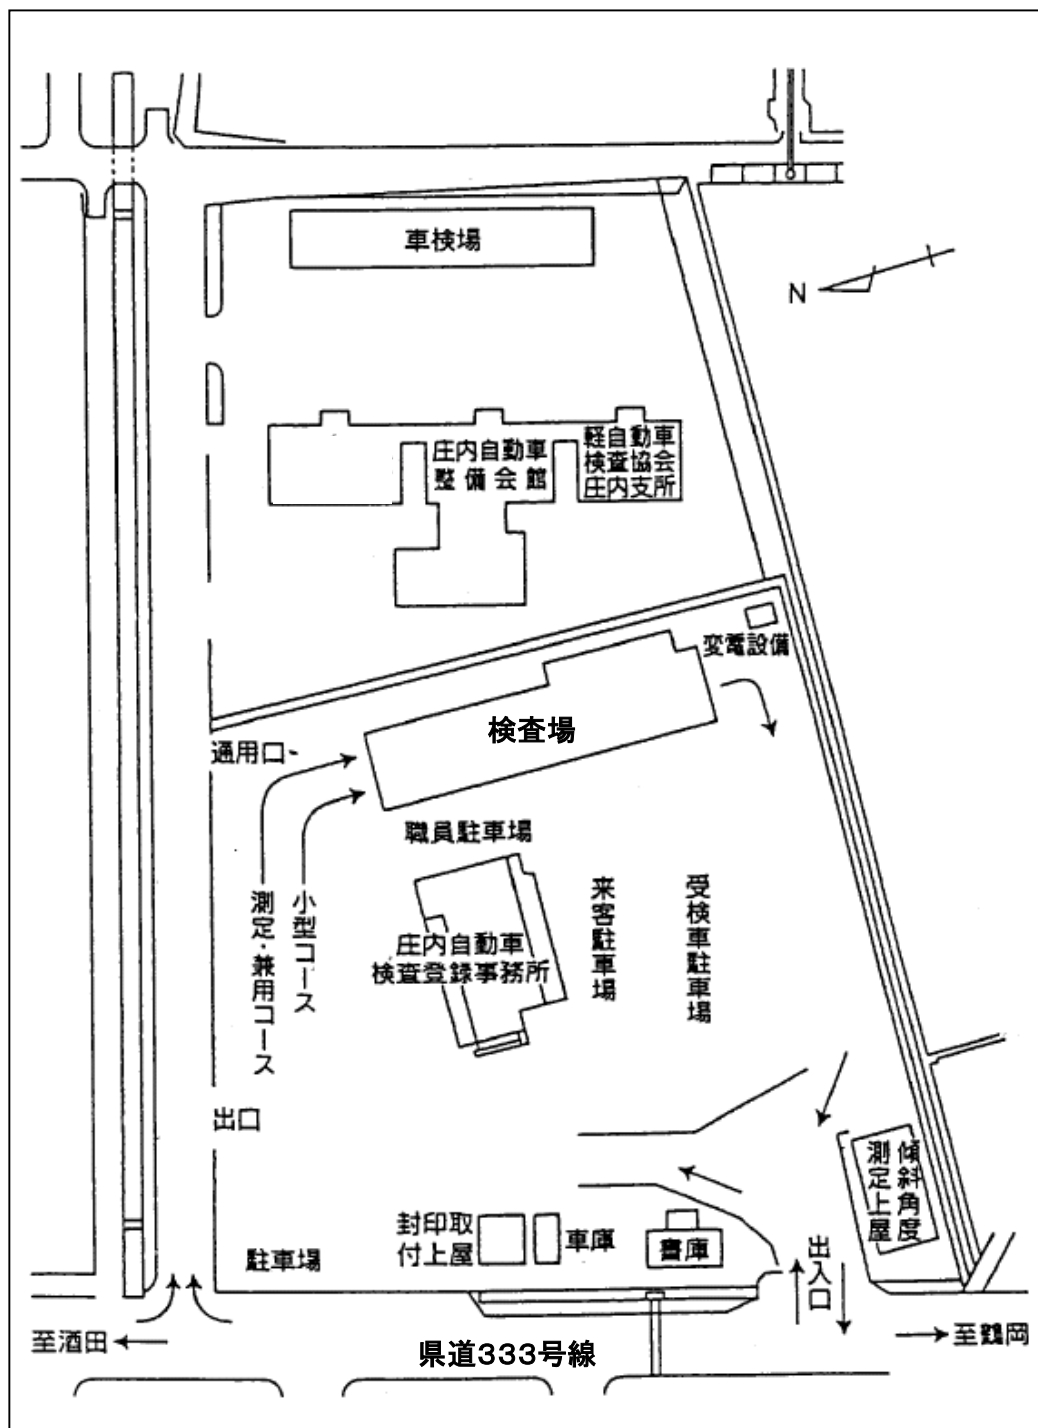 車検場
N
庄内自動車
整備会館
軽自動車
検査協会
庄内支所
変電設備
検査場
通用口
職員駐車場
測定・兼用コース
小型コース
庄内自動車
検査登録事務所
来客駐車場
受検車駐車場
出口
傾斜角度
測定上屋
封印取
付上屋
車庫
書庫
出入口
駐車場
至酒田
県道333号線
至鶴岡